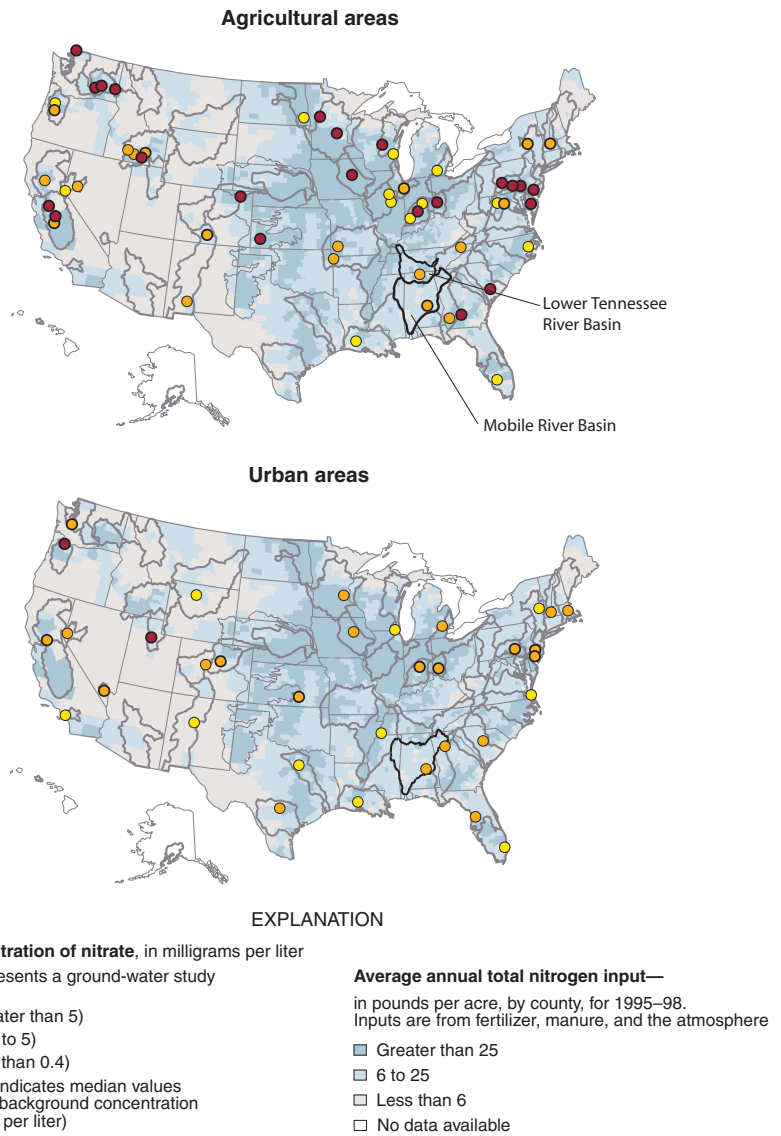 Agricultural areas
Lower Tennessee
River Basin
Mobile River Basin
Urban areas
EXPLANATION
tration of nitrate, in milligrams per liter
esents a ground-water study
ater than 5)
to 5)
than 0.4)
ndicates median values
background concentration
per liter)
Average annual total nitrogen input—
in pounds per acre, by county, for 1995–98.
Inputs are from fertilizer, manure, and the atmosphere
Greater than 25
6 to 25
Less than 6
No data available